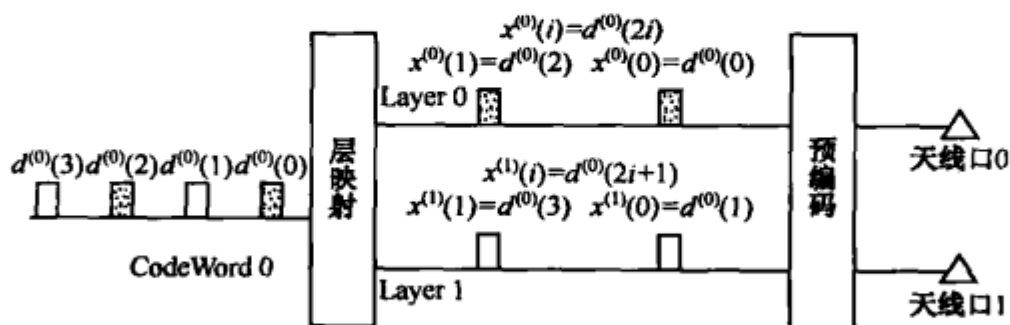 x⁽⁰⁾(i)=d⁽⁰⁾(2i)
x⁽⁰⁾(1)=d⁽⁰⁾(2) x⁽⁰⁾(0)=d⁽⁰⁾(0)
Layer 0
层映射
预编码
天线口0
d⁽⁰⁾(3) d⁽⁰⁾(2) d⁽⁰⁾(1) d⁽⁰⁾(0)
x⁽¹⁾(i)=d⁽⁰⁾(2i+1)
x⁽¹⁾(1)=d⁽⁰⁾(3) x⁽¹⁾(0)=d⁽⁰⁾(1)
CodeWord 0
Layer 1
天线口1